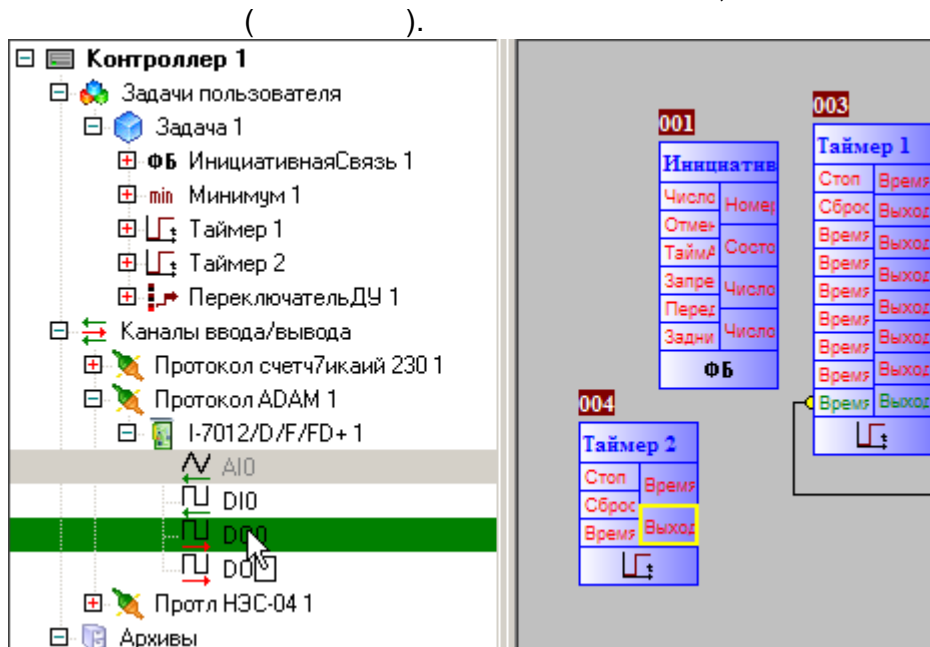 ( ).
Контроллер 1
Задачи пользователя
Задача 1
ФБ ИнициативнаяСвязь 1
min Минимум 1
Таймер 1
Таймер 2
ПереключательДУ 1
Каналы ввода/вывода
Протокол счетч7икаий 230 1
Протокол ADAM 1
I-7012/D/F/FD+ 1
AI0
DI0
Протл НЭС-04 1
Архивы
001
Инициатив
Число
Отмен
ТаймА
Запре
Перед
Задни
Номер
Состо
Число
Число
ФБ
003
Таймер 1
Стоп
Сброс
Время
Время
Время
Время
Время
Время
Время
Время
Выход
Выход
Выход
Выход
Выход
Выход
Выход
004
Таймер 2
Стоп
Сброс
Время
Время
Выход